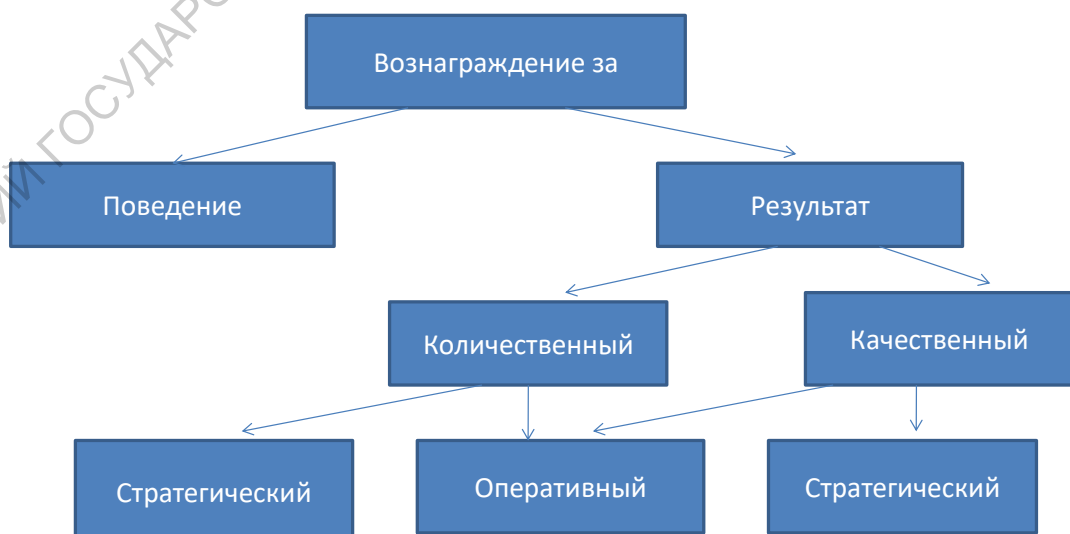 Вознаграждение за
Поведение
Результат
Количественный
Качественный
Стратегический
Оперативный
Стратегический